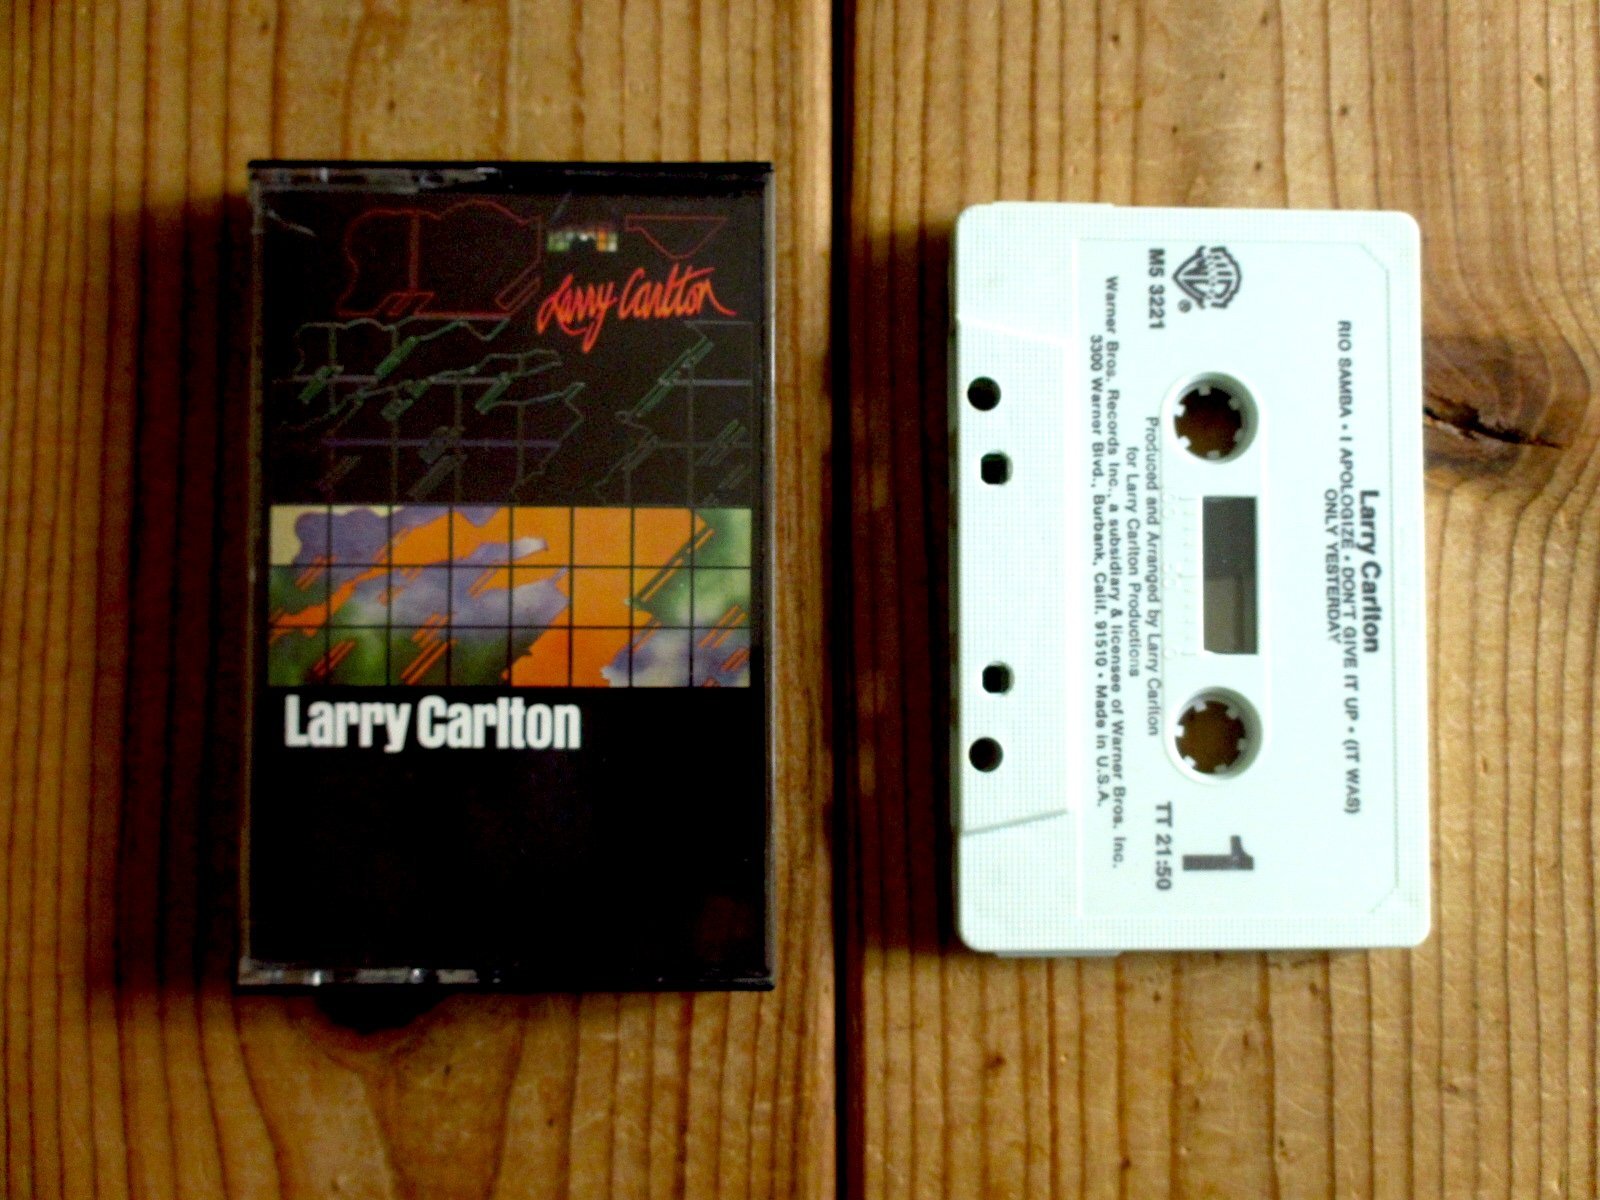 Larry Carlton
Larry Carlton
Larry Carlton
RIO SAMBA • I APOLOGIZE • DON'T GIVE IT UP • (IT WAS)
ONLY YESTERDAY
WB ®
M5 3221
1
TT 21:50
Produced and Arranged by Larry Carlton
for Larry Carlton Productions
Warner Bros. Records Inc., a subsidiary & licensee of Warner Bros. Inc.
3300 Warner Blvd., Burbank, Calif. 91510 • Made in U.S.A.